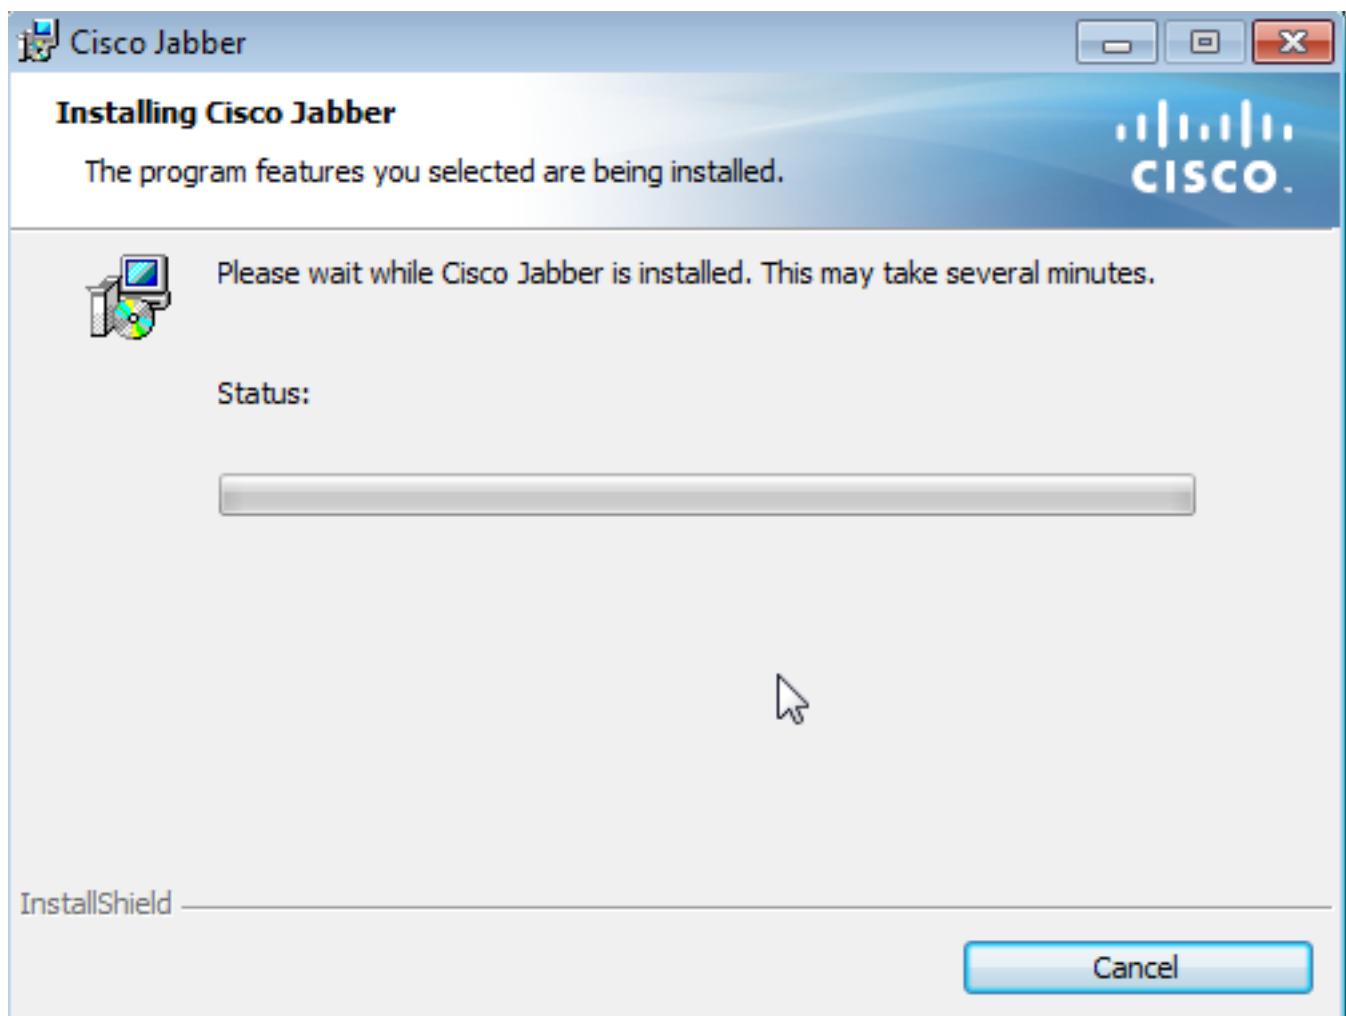 Cisco Jabber
Installing Cisco Jabber
The program features you selected are being installed.
CISCO.
Please wait while Cisco Jabber is installed. This may take several minutes.
Status:
InstallShield
Cancel